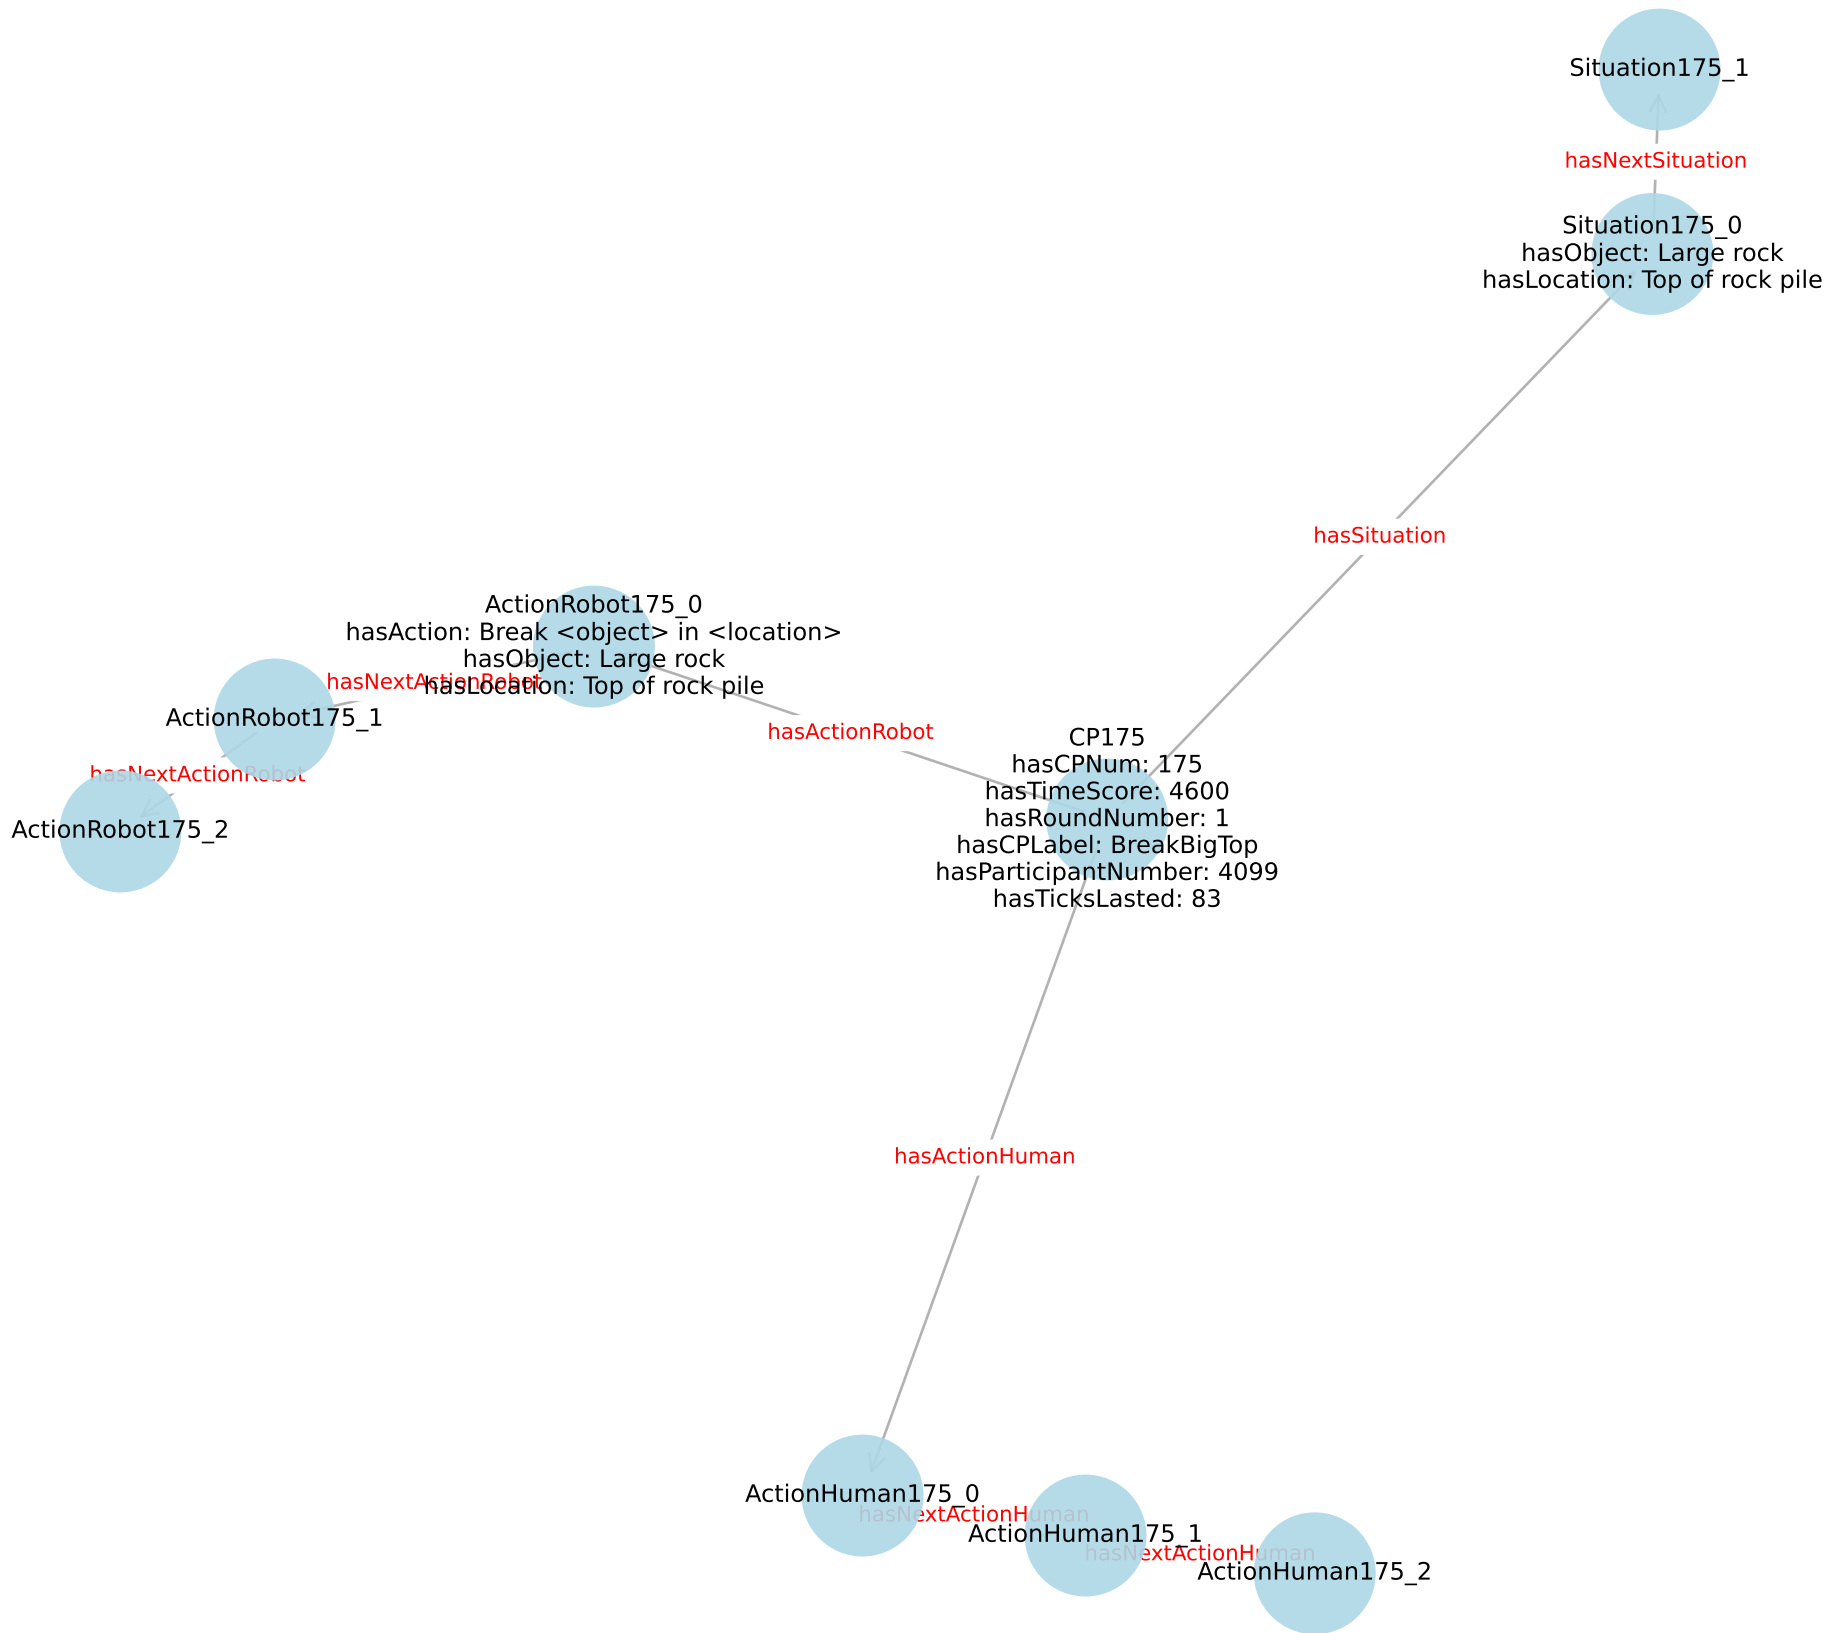 Situation175_1
hasNextSituation
Situation175_0
hasObject: Large rock
hasLocation: Top of rock pile
hasSituation
ActionRobot175_0
hasAction: Break <object> in <location>
hasObject: Large rock
hasLocation: Top of rock pile
hasNextActionRobot
ActionRobot175_1
hasNextActionRobot
ActionRobot175_2
hasActionRobot
CP175
hasCPNum: 175
hasTimeScore: 4600
hasRoundNumber: 1
hasCPLabel: BreakBigTop
hasParticipantNumber: 4099
hasTicksLasted: 83
hasActionHuman
ActionHuman175_0
hasNextActionHuman
ActionHuman175_1
hasNextActionHuman
ActionHuman175_2